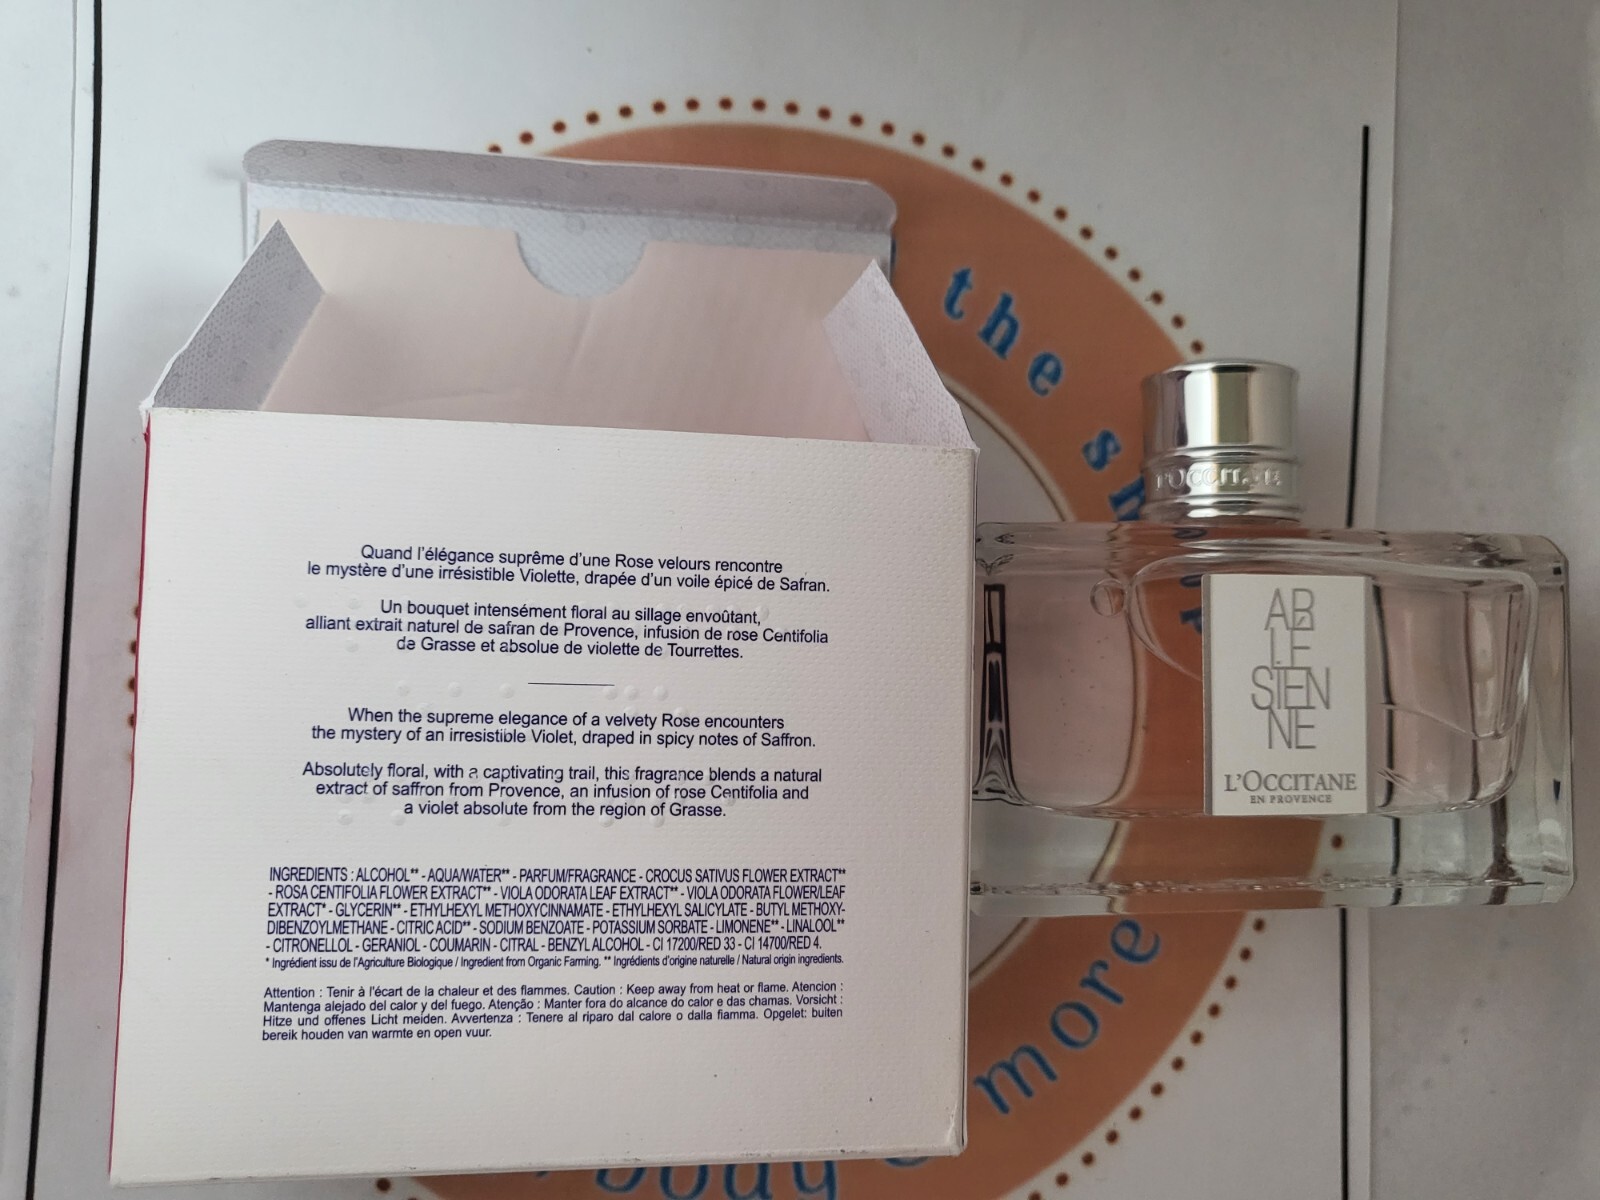 Quand l'élégance suprême d'une Rose velours rencontre
le mystère d'une irrésistible Violette, drapée d'un voile épicé de Safran.
Un bouquet intensément floral au sillage envoûtant,
alliant extrait naturel de safran de Provence, infusion de rose Centifolia
de Grasse et absolue de violette de Tourrettes.
When the supreme elegance of a velvety Rose encounters
the mystery of an irresistible Violet, draped in spicy notes of Saffron.
Absolutely floral, with a captivating trail, this fragrance blends a natural
extract of saffron from Provence, an infusion of rose Centifolia and
a violet absolute from the region of Grasse.
INGREDIENTS : ALCOHOL** - AQUA/WATER** - PARFUM/FRAGRANCE - CROCUS SATIVUS FLOWER EXTRACT**
- ROSA CENTIFOLIA FLOWER EXTRACT** - VIOLA ODORATA LEAF EXTRACT** - VIOLA ODORATA FLOWER/LEAF
EXTRACT* - GLYCERIN** - ETHYLHEXYL METHOXYCINNAMATE - ETHYLHEXYL SALICYLATE - BUTYL METHOXY-
DIBENZOYLMETHANE - CITRIC ACID** - SODIUM BENZOATE - POTASSIUM SORBATE - LIMONENE** - LINALOOL**
- CITRONELLOL - GERANIOL - COUMARIN - CITRAL - BENZYL ALCOHOL - CI 17200/RED 33 - CI 14700/RED 4.
* Ingrédient issu de l'Agriculture Biologique / Ingredient from Organic Farming. ** Ingrédients d'origine naturelle / Natural origin ingredients.
Attention : Tenir à l'écart de la chaleur et des flammes. Caution : Keep away from heat or flame. Atencion :
Mantenga alejado del calor y del fuego. Atenção : Manter fora do alcance do calor e das chamas. Vorsicht :
Hitze und offenes Licht meiden. Avvertenza : Tenere al riparo dal calore o dalla fiamma. Opgelet: buiten
bereik houden van warmte en open vuur.
L'OCCITANE
AR
LÉ
SIEN
NE
L'OCCITANE
EN PROVENCE
the
body
more